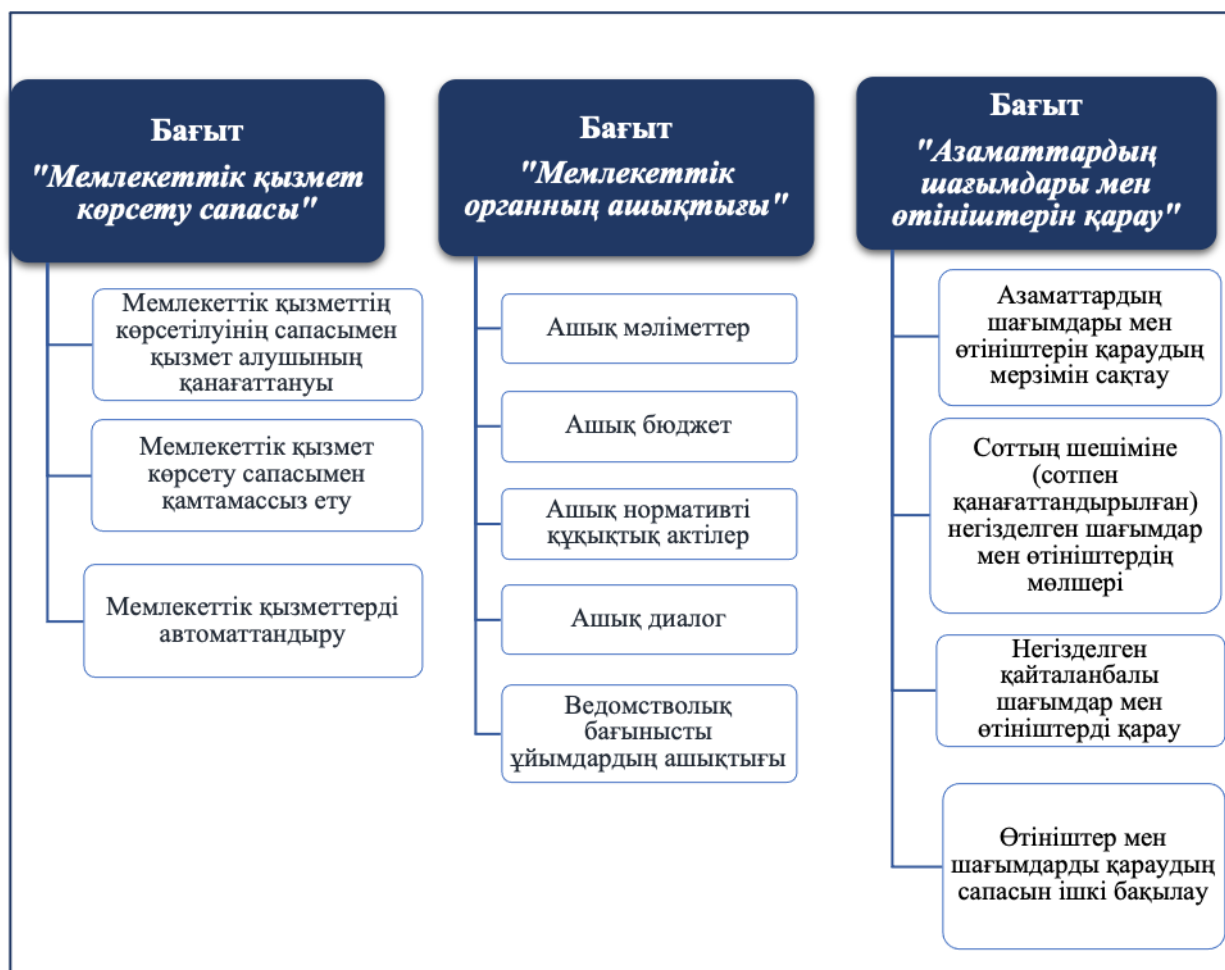 Бағыт
"Мемлекеттік қызмет
көрсету сапасы"
Мемлекеттік қызметтің
көрсетілуінің сапасымен
қызмет алушының
қанағаттануы
Мемлекеттік қызмет
көрсету сапасымен
қамтамассыз ету
Мемлекеттік қызметтерді
автоматтандыру
Бағыт
"Мемлекеттік
органның ашықтығы"
Ашық мәліметтер
Ашық бюджет
Ашық нормативті
құқықтық актілер
Ашық диалог
Ведомстволық
бағынысты
ұйымдардың ашықтығы
Бағыт
"Азаматтардың
шағымдары мен
өтініштерін қарау"
Азаматтардың
шағымдары мен
өтініштерін қараудың
мерзімін сақтау
Соттың шешіміне
(сотпен
қанағаттандырылған)
негізделген шағымдар
мен өтініштердің
мөлшері
Негізделген
қайталанбалы
шағымдар мен
өтініштерді қарау
Өтініштер мен
шағымдарды қараудың
сапасын ішкі бақылау